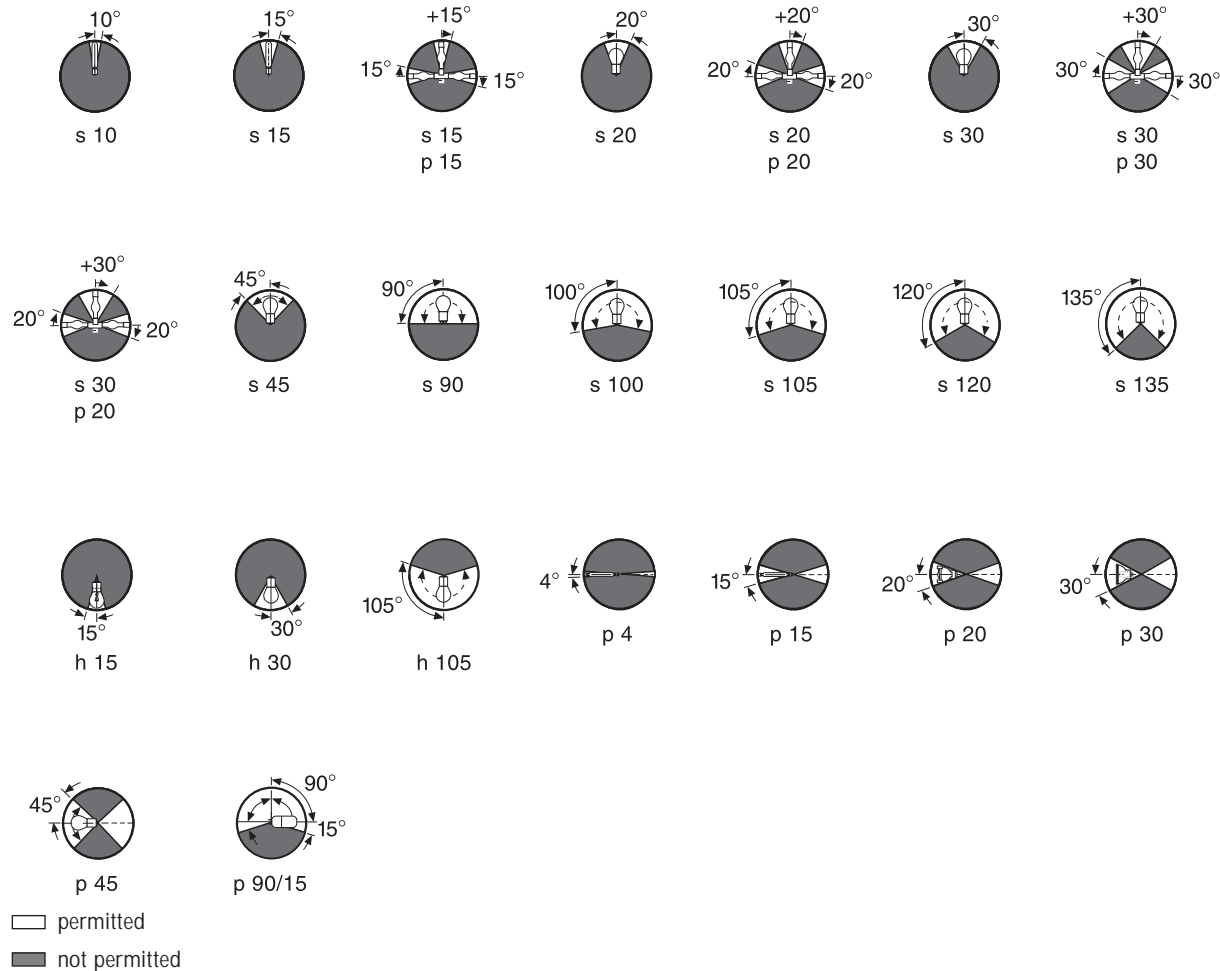 10° 15° +15° 20° +20° 30° +30°
15° 15° 20° 20° 30° 30°
s 10 s 15 s 15 s 20 s 20 s 30 s 30
p 15 p 20 p 30
+30° 45° 90° 100° 105° 120° 135°
20° 20°
s 30 s 45 s 90 s 100 s 105 s 120 s 135
p 20
4° 15° 20° 30°
15° 30° 105°
h 15 h 30 h 105 p 4 p 15 p 20 p 30
45° 90°
15°
p 45 p 90/15
permitted
not permitted